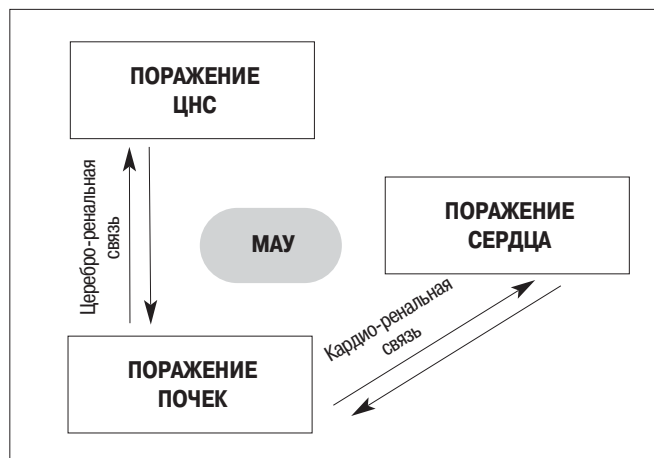 ПОРАЖЕНИЕ
ЦНС
Церебро-ренальная
связь
МАУ
ПОРАЖЕНИЕ
СЕРДЦА
Кардио-ренальная
связь
ПОРАЖЕНИЕ
ПОЧЕК